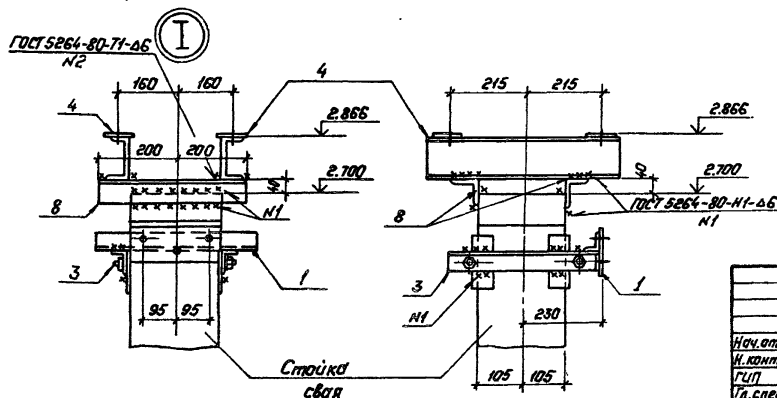 I
ГОСТ 5264-80-Т1-Δ6
N2
160
160
4
4
2.866
200
200
40
2.700
8
N1
3
1
95
95
Стойка
свая
215
215
2.866
40
2.700
8
ГОСТ 5264-80-Н1-Δ6
N1
3
1
N1
230
105
105
Нач.от
Н.конт
ГИП
Гл.спец